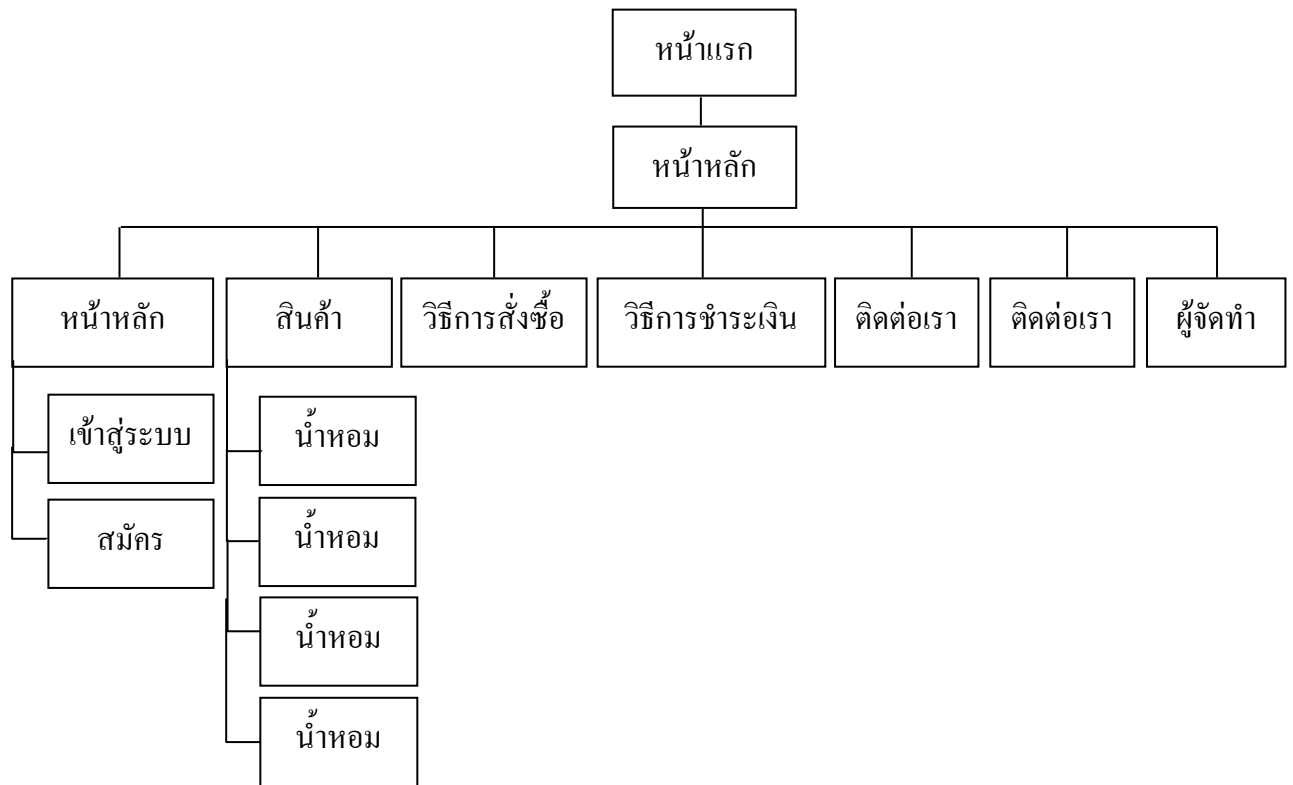 หน้าแรก
หน้าหลัก
หน้าหลัก
สินค้า
วิธีการสั่งซื้อ
วิธีการชำระเงิน
ติดต่อเรา
ติดต่อเรา
ผู้จัดทำ
เข้าสู่ระบบ
สมัคร
น้ำหอม
น้ำหอม
น้ำหอม
น้ำหอม